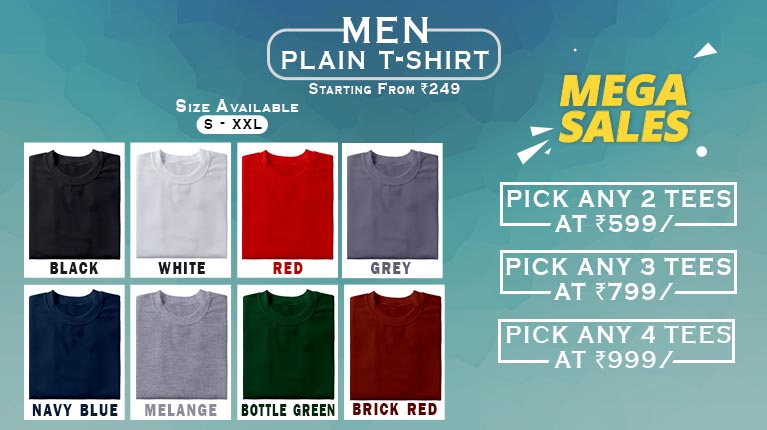 MEN
PLAIN T-SHIRT
STARTING FROM ₹249
SIZE AVAILABLE
S - XXL
BLACK
WHITE
RED
GREY
NAVY BLUE
MELANGE
BOTTLE GREEN
BRICK RED
MEGA
SALES
PICK ANY 2 TEES
AT ₹599/
PICK ANY 3 TEES
AT ₹799/
PICK ANY 4 TEES
AT ₹999/